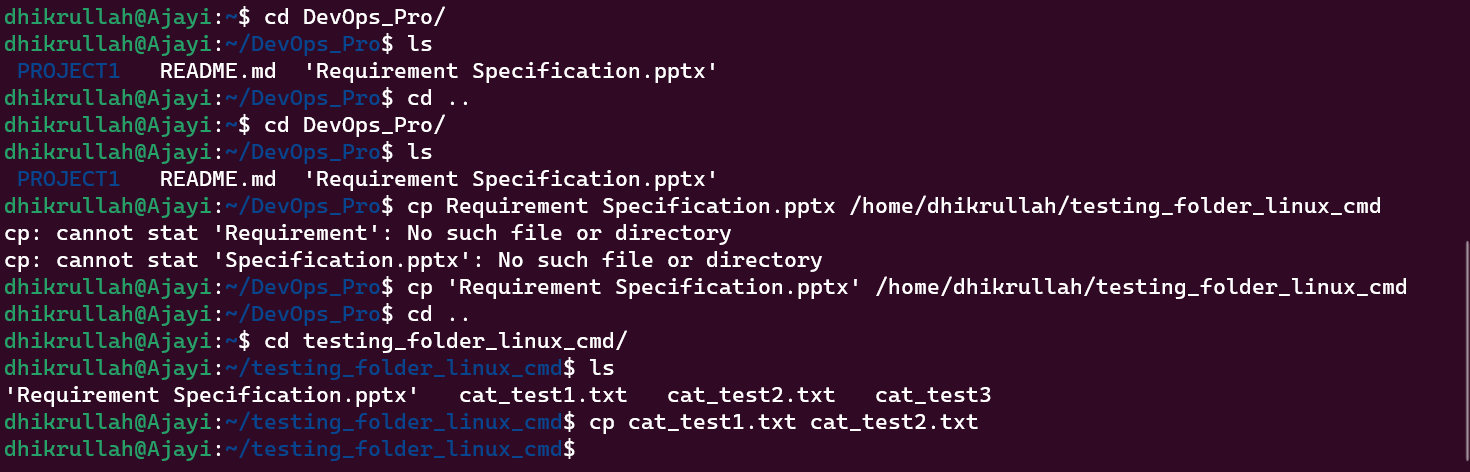 dhikrullah@Ajayi:~$ cd DevOps_Pro/
dhikrullah@Ajayi:~/DevOps_Pro$ ls
 PROJECT1   README.md  'Requirement Specification.pptx'
dhikrullah@Ajayi:~/DevOps_Pro$ cd ..
dhikrullah@Ajayi:~$ cd DevOps_Pro/
dhikrullah@Ajayi:~/DevOps_Pro$ ls
 PROJECT1   README.md  'Requirement Specification.pptx'
dhikrullah@Ajayi:~/DevOps_Pro$ cp Requirement Specification.pptx /home/dhikrullah/testing_folder_linux_cmd
cp: cannot stat 'Requirement': No such file or directory
cp: cannot stat 'Specification.pptx': No such file or directory
dhikrullah@Ajayi:~/DevOps_Pro$ cp 'Requirement Specification.pptx' /home/dhikrullah/testing_folder_linux_cmd
dhikrullah@Ajayi:~/DevOps_Pro$ cd ..
dhikrullah@Ajayi:~$ cd testing_folder_linux_cmd/
dhikrullah@Ajayi:~/testing_folder_linux_cmd$ ls
'Requirement Specification.pptx'   cat_test1.txt   cat_test2.txt   cat_test3
dhikrullah@Ajayi:~/testing_folder_linux_cmd$ cp cat_test1.txt cat_test2.txt
dhikrullah@Ajayi:~/testing_folder_linux_cmd$